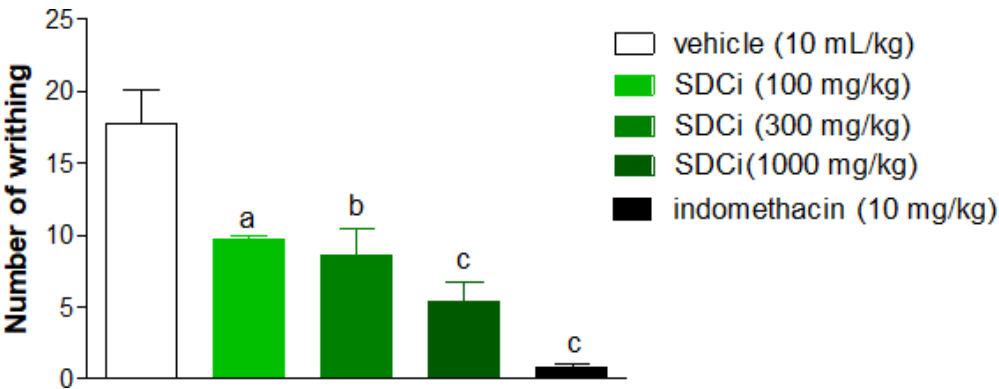 Number of writhing
25
20
15
10
5
0
a
b
c
c
vehicle (10 mL/kg)
SDCi (100 mg/kg)
SDCi (300 mg/kg)
SDCi(1000 mg/kg)
indomethacin (10 mg/kg)